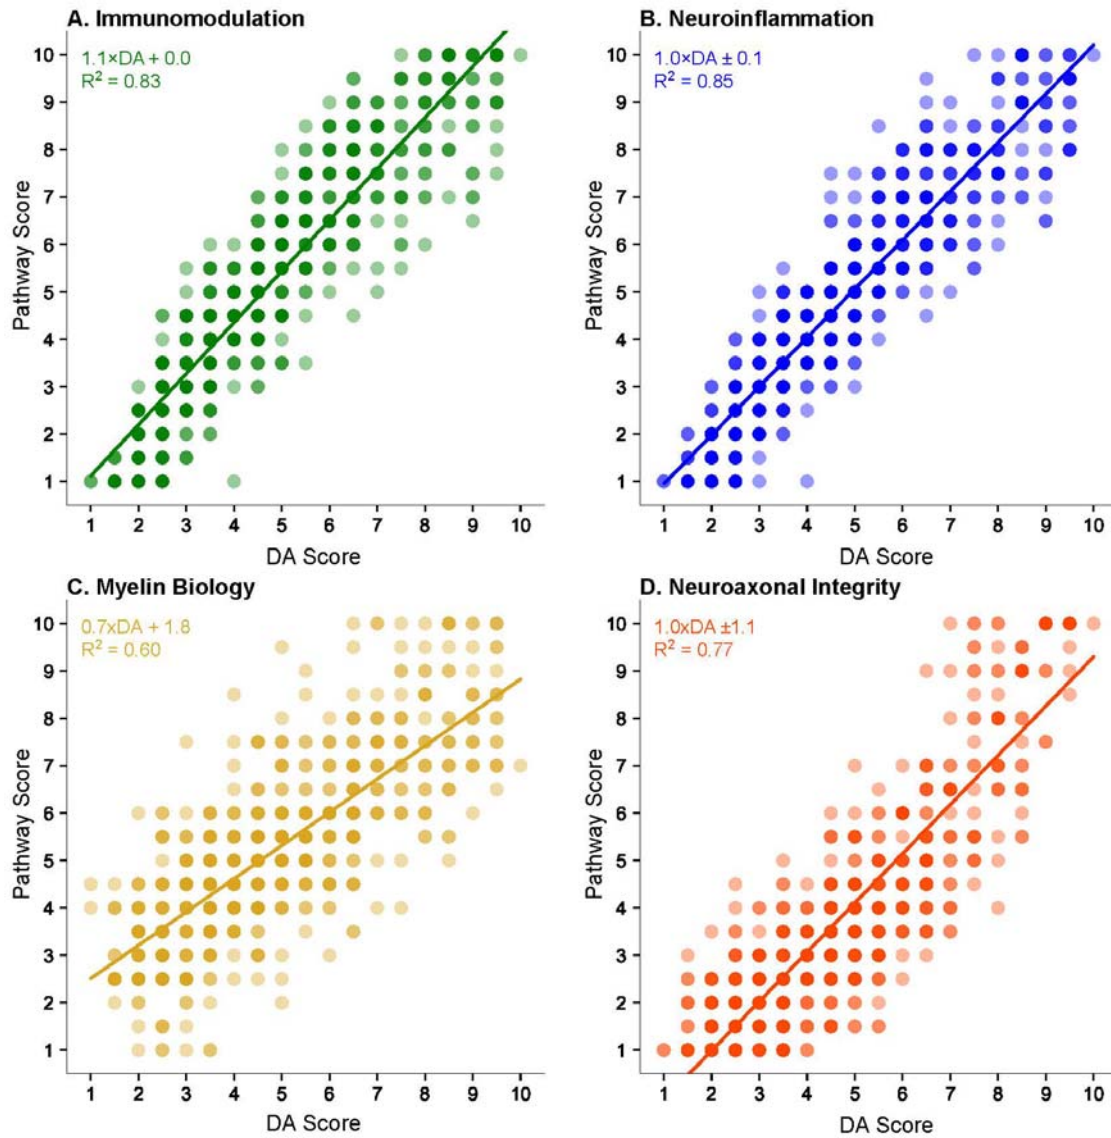 A. Immunomodulation
1.1×DA + 0.0
R² = 0.83
10
9
8
7
6
5
4
3
2
1
Pathway Score
1 2 3 4 5 6 7 8 9 10
DA Score
B. Neuroinflammation
1.0×DA ± 0.1
R² = 0.85
10
9
8
7
6
5
4
3
2
1
Pathway Score
1 2 3 4 5 6 7 8 9 10
DA Score
C. Myelin Biology
0.7xDA + 1.8
R² = 0.60
10
9
8
7
6
5
4
3
2
1
Pathway Score
1 2 3 4 5 6 7 8 9 10
DA Score
D. Neuroaxonal Integrity
1.0xDA ±1.1
R² = 0.77
10
9
8
7
6
5
4
3
2
1
Pathway Score
1 2 3 4 5 6 7 8 9 10
DA Score